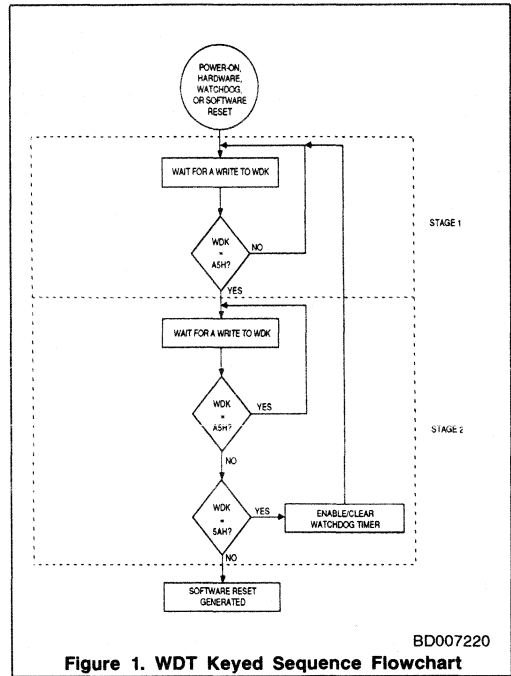 POWER-ON,
HARDWARE,
WATCHDOG,
OR SOFTWARE
RESET
WAIT FOR A WRITE TO WDK
STAGE 1
WDK
=
A5H?
NO
YES
WAIT FOR A WRITE TO WDK
WDK
=
A5H?
YES
STAGE 2
NO
WDK
=
5AH?
YES
ENABLE/CLEAR
WATCHDOG TIMER
NO
SOFTWARE RESET
GENERATED
BD007220
Figure 1. WDT Keyed Sequence Flowchart